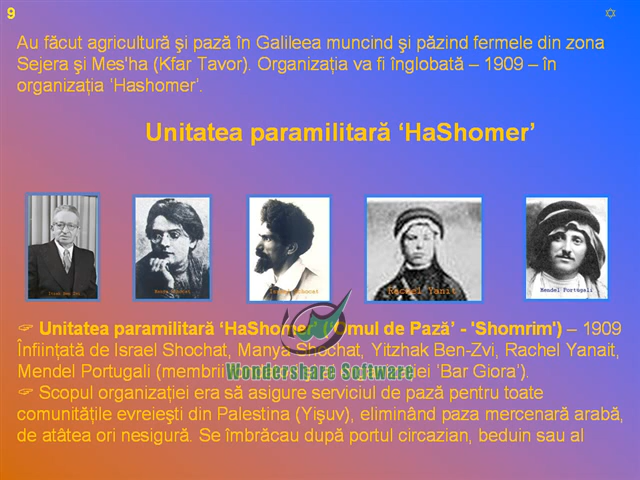 9
Au făcut agricultură şi pază în Galileea muncind şi păzind fermele din zona
Sejera şi Mes'ha (Kfar Tavor). Organizaţia va fi înglobată – 1909 – în
organizaţia ‘Hashomer’.
Unitatea paramilitară ‘HaShomer’
Rachel Yanit
Mendel Portugali
☞ Unitatea paramilitară ‘HaShomer’ (‘Omul de Pază’ - 'Shomrim') – 1909
Înfiinţată de Israel Shochat, Manya Shochat, Yitzhak Ben-Zvi, Rachel Yanait,
Mendel Portugali (membrii 'Bar Giora').
Wondershare Software
☞ Scopul organizaţiei era să asigure serviciul de pază pentru toate
comunităţile evreieşti din Palestina (Yişuv), eliminând paza mercenară arabă,
de atâtea ori nesigură. Se îmbrăcau după portul circazian, beduin sau al